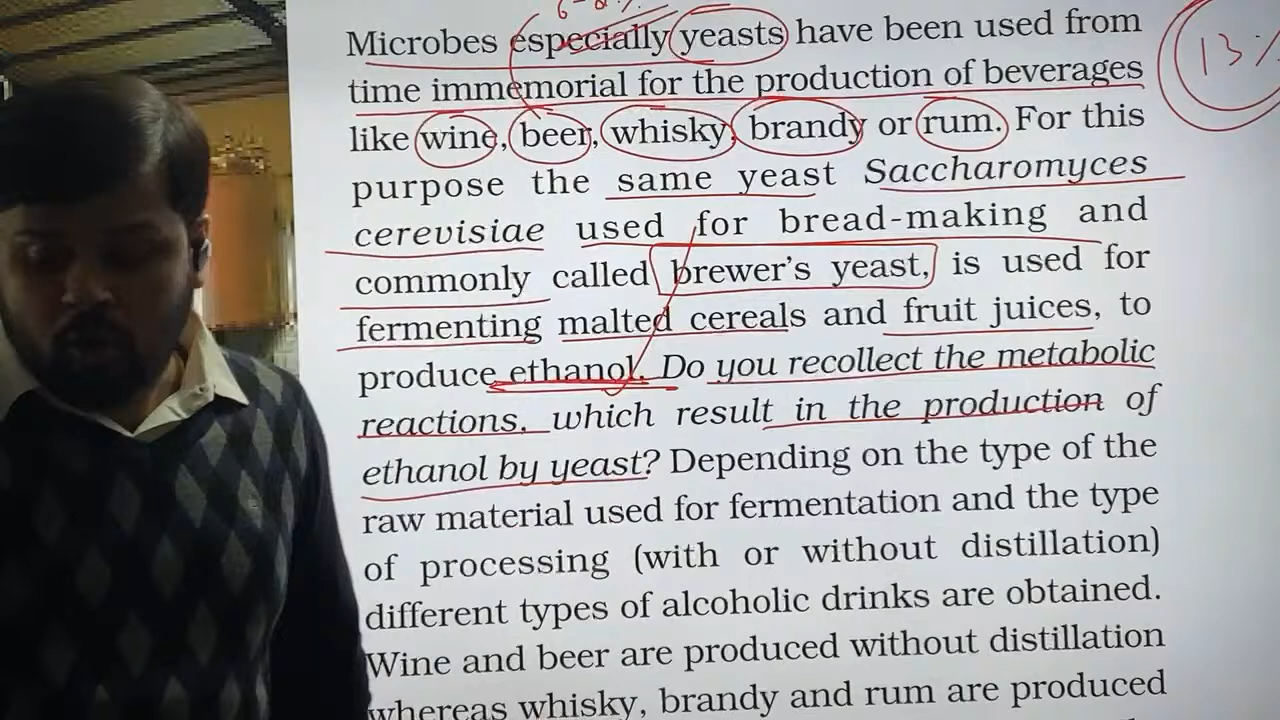 6-8%
Microbes especially yeasts have been used from
time immemorial for the production of beverages
like wine, beer, whisky, brandy or rum. For this
purpose the same yeast Saccharomyces
cerevisiae used for bread-making and
commonly called brewer's yeast, is used for
fermenting malted cereals and fruit juices, to
produce ethanol. Do you recollect the metabolic
reactions, which result in the production of
ethanol by yeast? Depending on the type of the
raw material used for fermentation and the type
of processing (with or without distillation)
different types of alcoholic drinks are obtained.
Wine and beer are produced without distillation
whereas whisky, brandy and rum are produced
13%